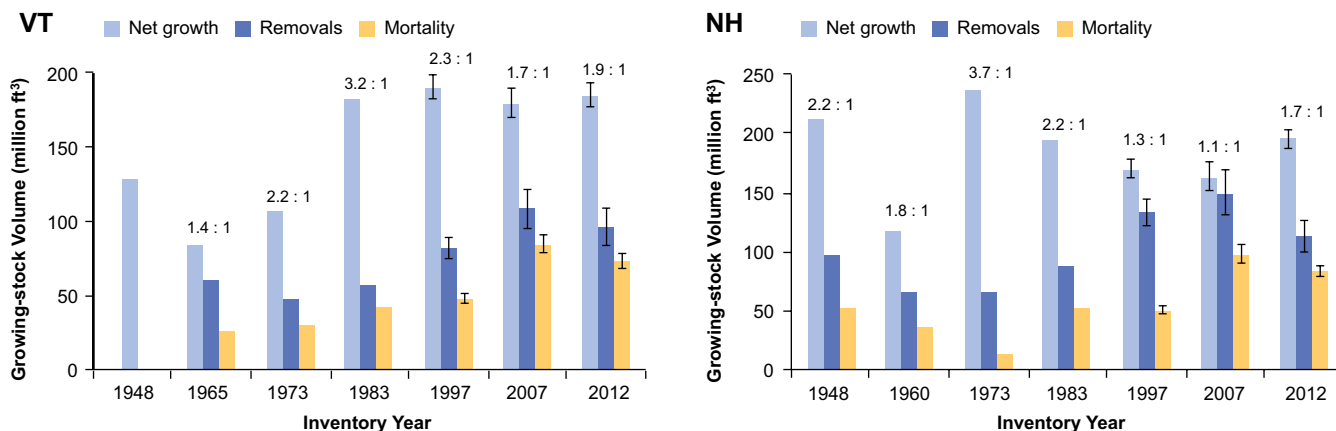 VT
Net growth Removals Mortality
Growing-stock Volume (million ft³)
200
150
100
50
0
1.4 : 1
2.2 : 1
3.2 : 1
2.3 : 1
1.7 : 1
1.9 : 1
1948 1965 1973 1983 1997 2007 2012
Inventory Year
NH
Net growth Removals Mortality
Growing-stock Volume (million ft³)
250
200
150
100
50
0
2.2 : 1
1.8 : 1
3.7 : 1
2.2 : 1
1.3 : 1
1.1 : 1
1.7 : 1
1948 1960 1973 1983 1997 2007 2012
Inventory Year